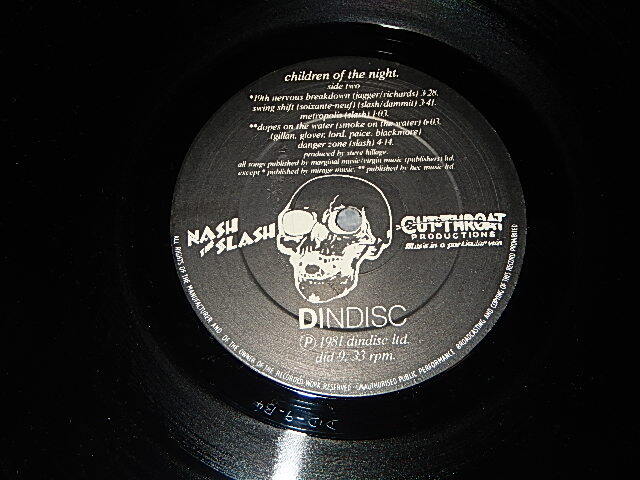 children of the night.
side two
*19th nervous breakdown (jagger/richards) 3·28.
swing shift (soixante-neuf) (slash/dammit) 3·41.
metropolis (slash) 1·03.
**dopes on the water (smoke on the water) 6·03.
(gillan, glover, lord, paice, blackmore)
danger zone (slash) 4·14.
produced by steve hillage.
all songs published by marginal music/virgin music (publishers) ltd.
except * published by mirage music. ** published by hec music ltd.
NASH
THE SLASH
CUT-THROAT
PRODUCTIONS
Music in a particular vein
DINDISC
(P) 1981 dindisc ltd.
did 9. 33 rpm.
ALL RIGHTS OF THE MANUFACTURER AND OF THE OWNER OF THE RECORDED WORK RESERVED · UNAUTHORISED PUBLIC PERFORMANCE BROADCASTING AND COPYING OF THIS RECORD PROHIBITED
DID-9-B4